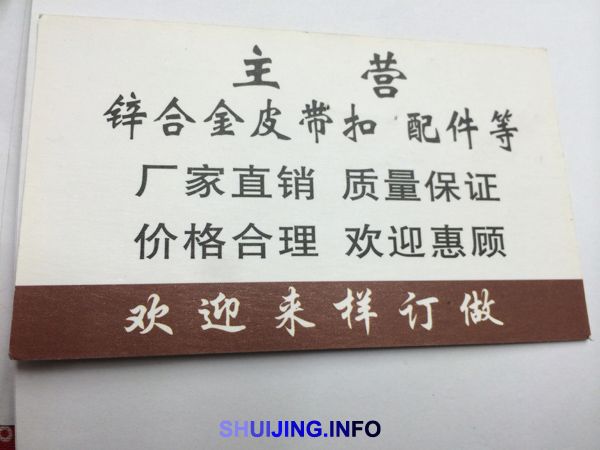 主 营
锌合金皮带扣 配件等
厂家直销 质量保证
价格合理 欢迎惠顾
欢迎来样订做
SHUIJING.INFO